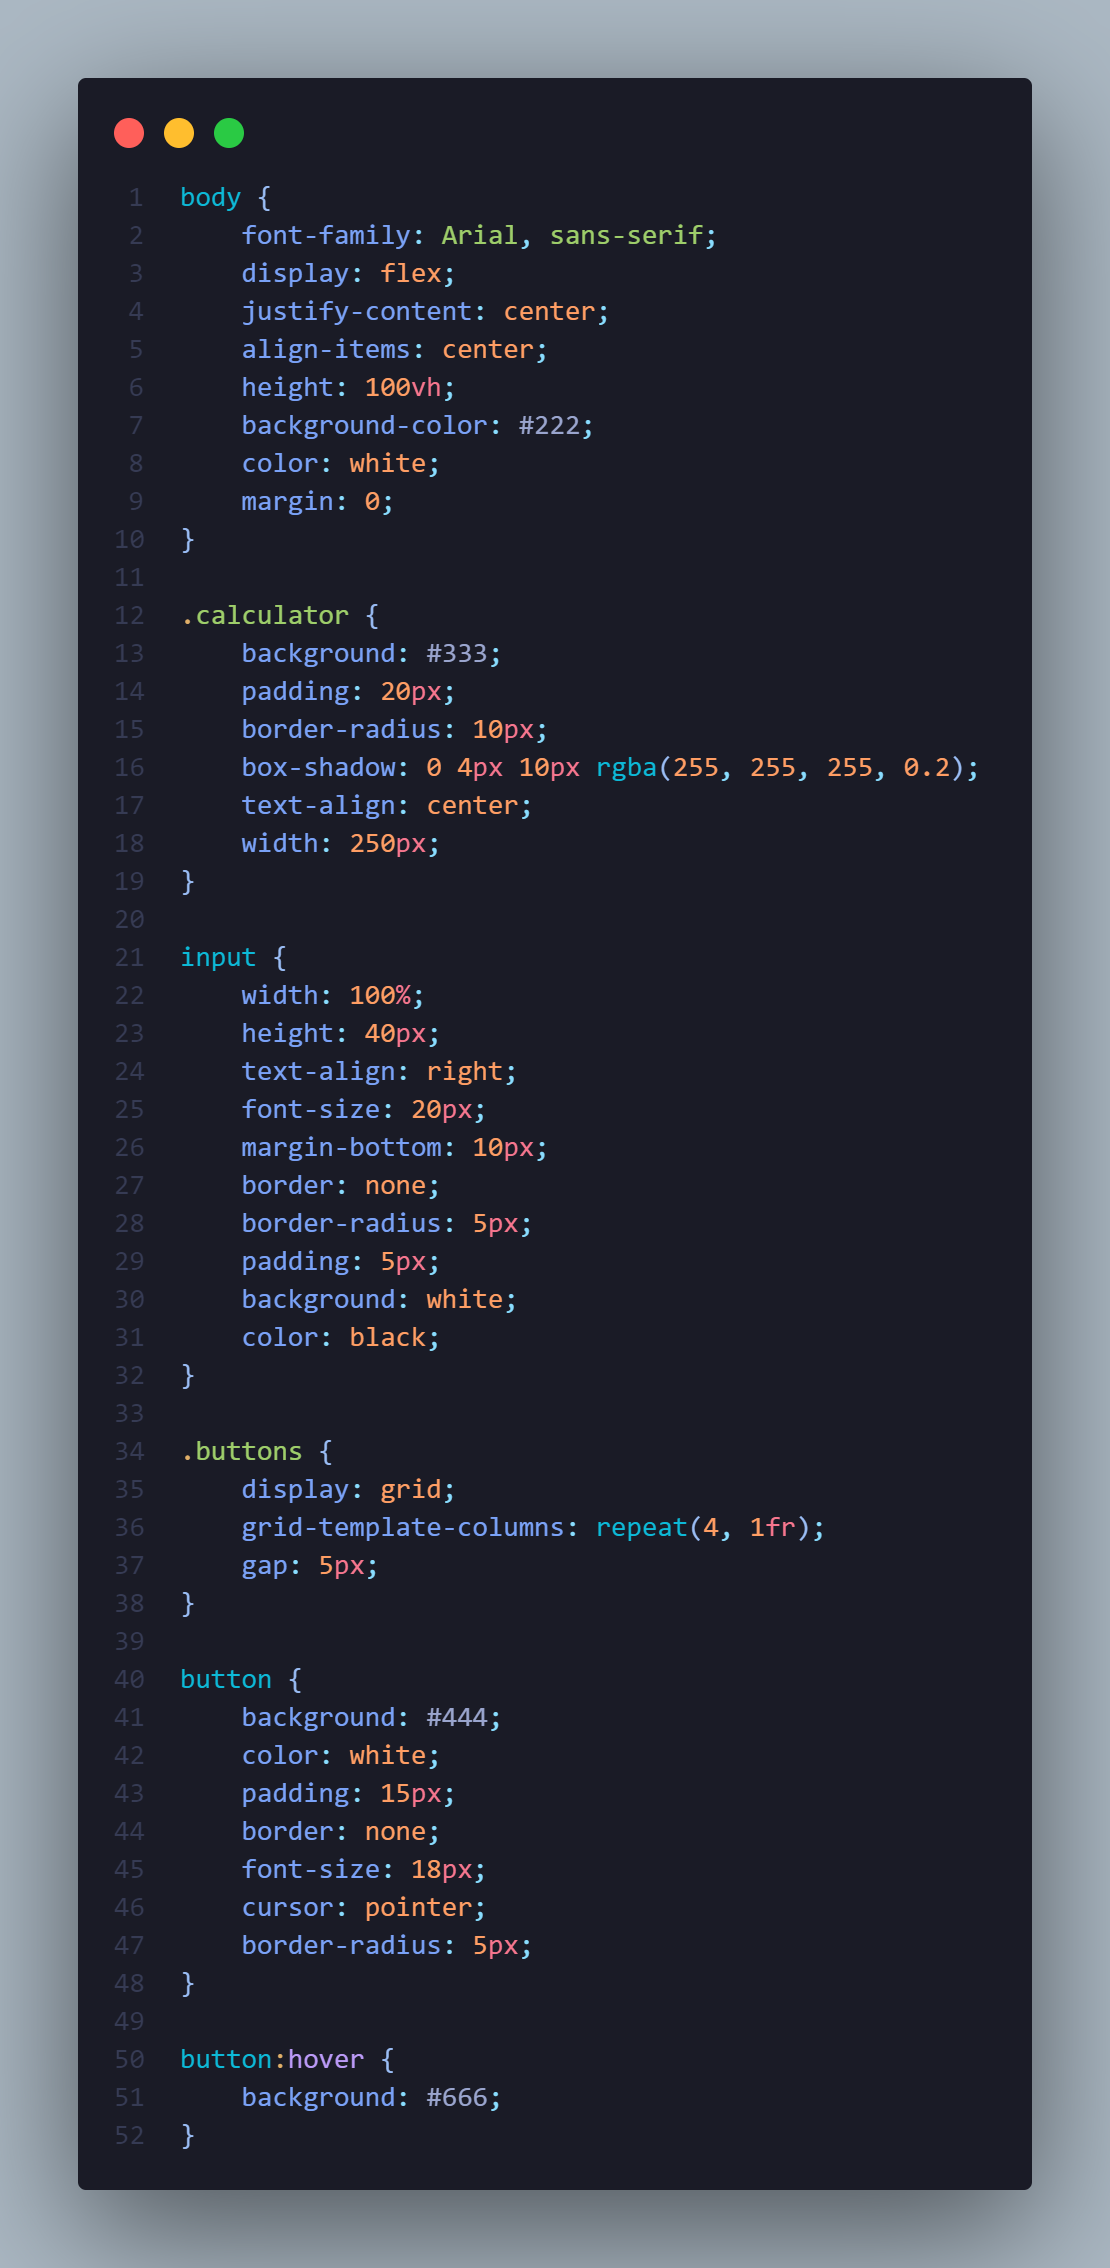 1 body {
2     font-family: Arial, sans-serif;
3     display: flex;
4     justify-content: center;
5     align-items: center;
6     height: 100vh;
7     background-color: #222;
8     color: white;
9     margin: 0;
10 }
11
12 .calculator {
13     background: #333;
14     padding: 20px;
15     border-radius: 10px;
16     box-shadow: 0 4px 10px rgba(255, 255, 255, 0.2);
17     text-align: center;
18     width: 250px;
19 }
20
21 input {
22     width: 100%;
23     height: 40px;
24     text-align: right;
25     font-size: 20px;
26     margin-bottom: 10px;
27     border: none;
28     border-radius: 5px;
29     padding: 5px;
30     background: white;
31     color: black;
32 }
33
34 .buttons {
35     display: grid;
36     grid-template-columns: repeat(4, 1fr);
37     gap: 5px;
38 }
39
40 button {
41     background: #444;
42     color: white;
43     padding: 15px;
44     border: none;
45     font-size: 18px;
46     cursor: pointer;
47     border-radius: 5px;
48 }
49
50 button:hover {
51     background: #666;
52 }